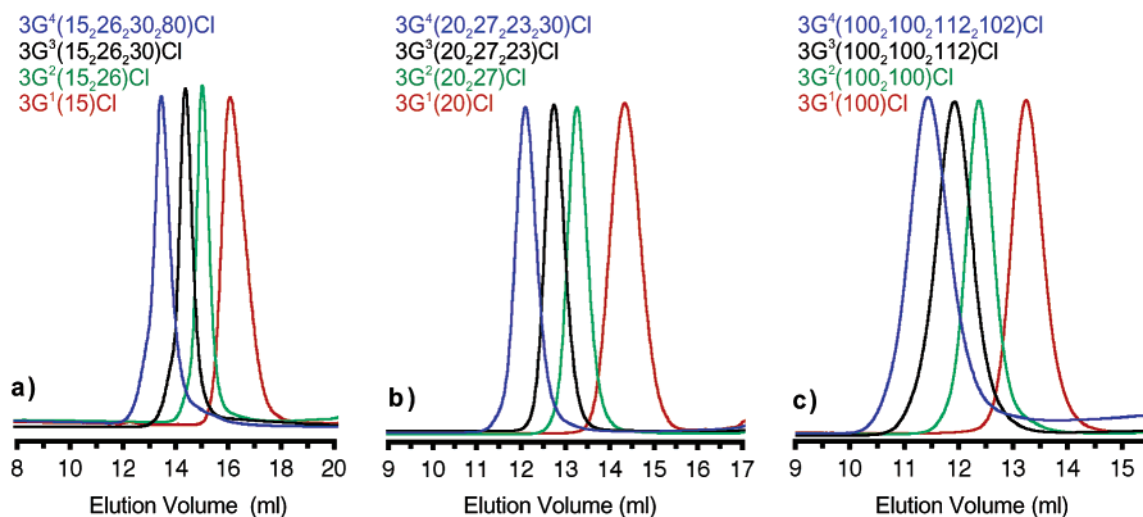 3G⁴(15₂26₂30₂80)Cl
3G³(15₂26₂30)Cl
3G²(15₂26)Cl
3G¹(15)Cl
a)
8 10 12 14 16 18 20
Elution Volume (ml)
3G⁴(20₂27₂23₂30)Cl
3G³(20₂27₂23)Cl
3G²(20₂27)Cl
3G¹(20)Cl
b)
9 10 11 12 13 14 15 16 17
Elution Volume (ml)
3G⁴(100₂100₂112₂102)Cl
3G³(100₂100₂112)Cl
3G²(100₂100)Cl
3G¹(100)Cl
c)
9 10 11 12 13 14 15
Elution Volume (ml)